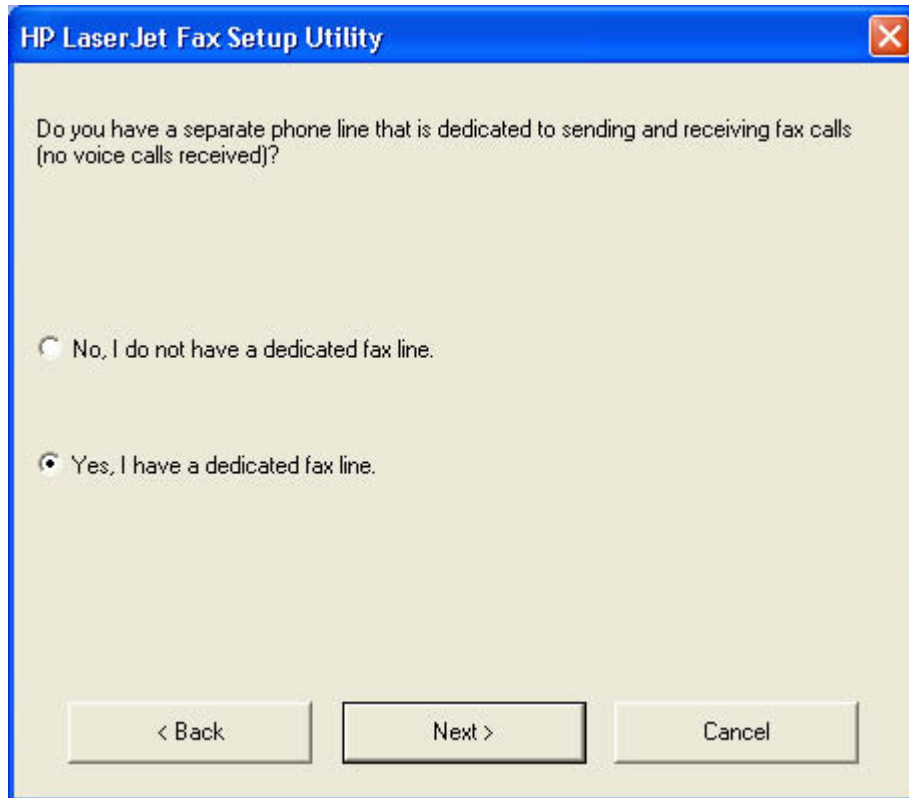 HP LaserJet Fax Setup Utility
Do you have a separate phone line that is dedicated to sending and receiving fax calls
(no voice calls received)?
No, I do not have a dedicated fax line.
Yes, I have a dedicated fax line.
< Back
Next >
Cancel